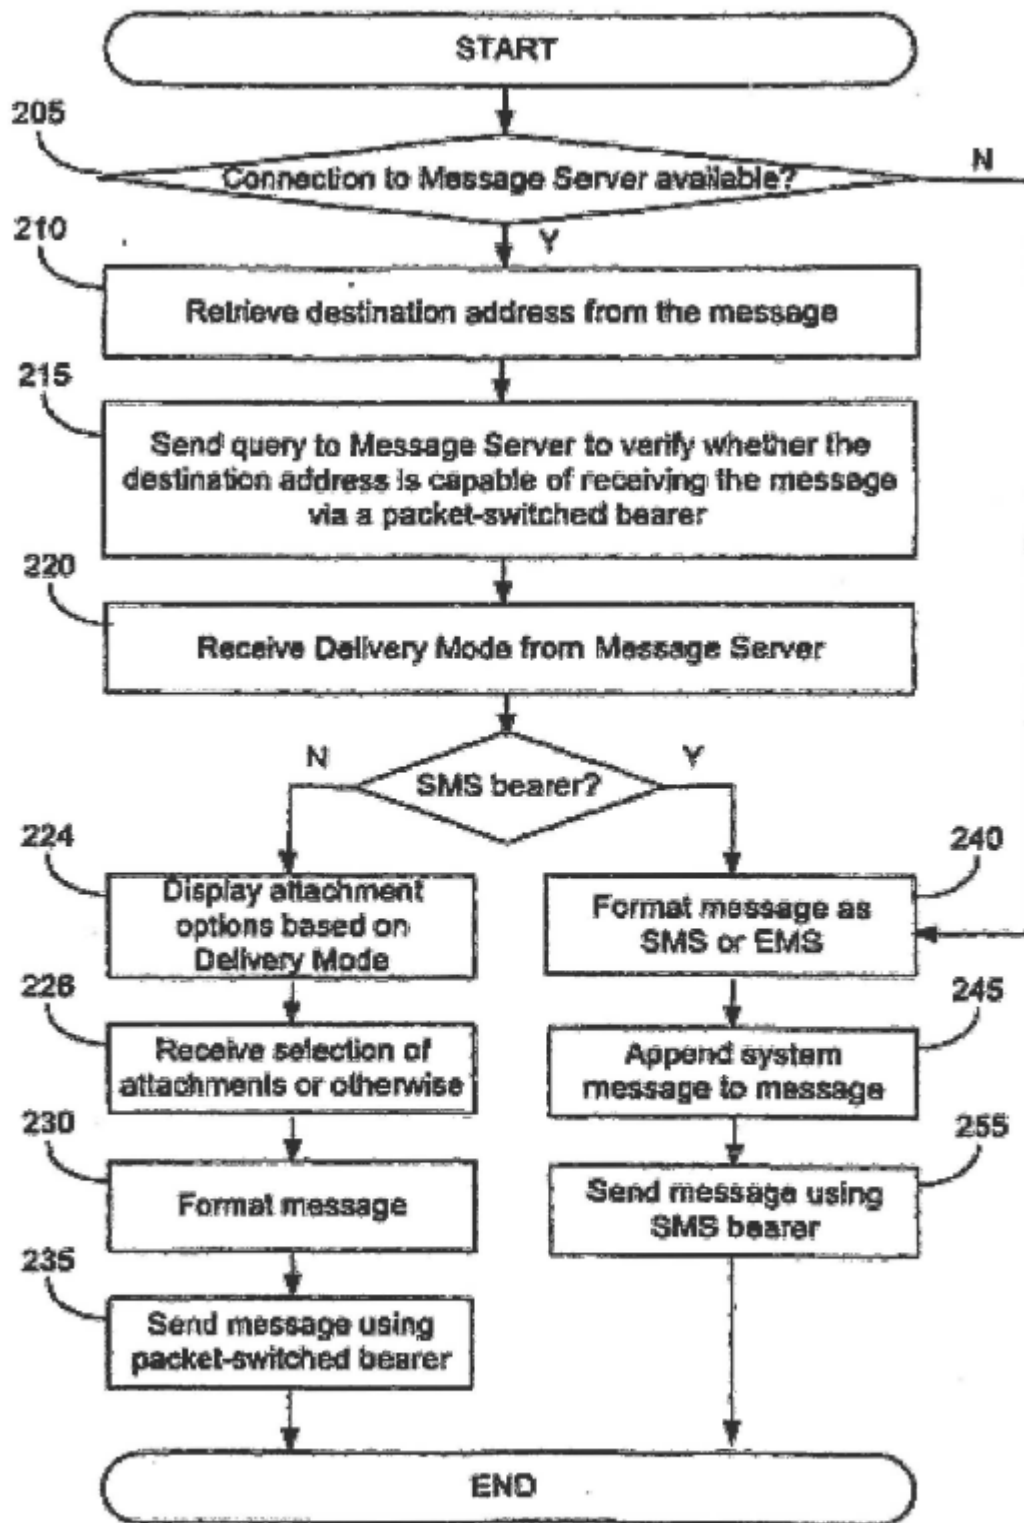 START
205
Connection to Message Server available?
N
Y
210
Retrieve destination address from the message
215
Send query to Message Server to verify whether the
destination address is capable of receiving the message
via a packet-switched bearer
220
Receive Delivery Mode from Message Server
N
SMS bearer?
Y
224
Display attachment
options based on
Delivery Mode
240
Format message as
SMS or EMS
226
Receive selection of
attachments or otherwise
245
Append system
message to message
230
Format message
255
Send message using
SMS bearer
235
Send message using
packet-switched bearer
END